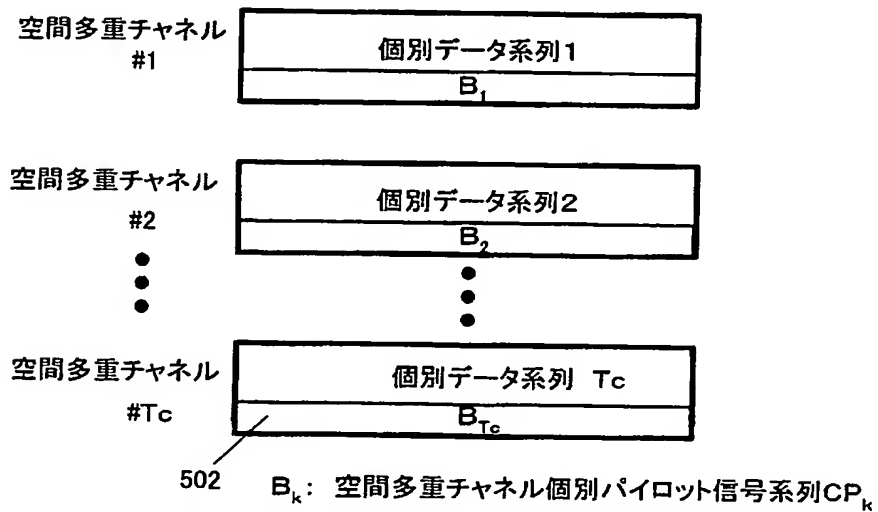 空間多重チャネル
#1
個別データ系列1
B₁
空間多重チャネル
#2
個別データ系列2
B₂
空間多重チャネル
#Tc
個別データ系列 Tc
B_Tc
502
B_k: 空間多重チャネル個別パイロット信号系列CP_k